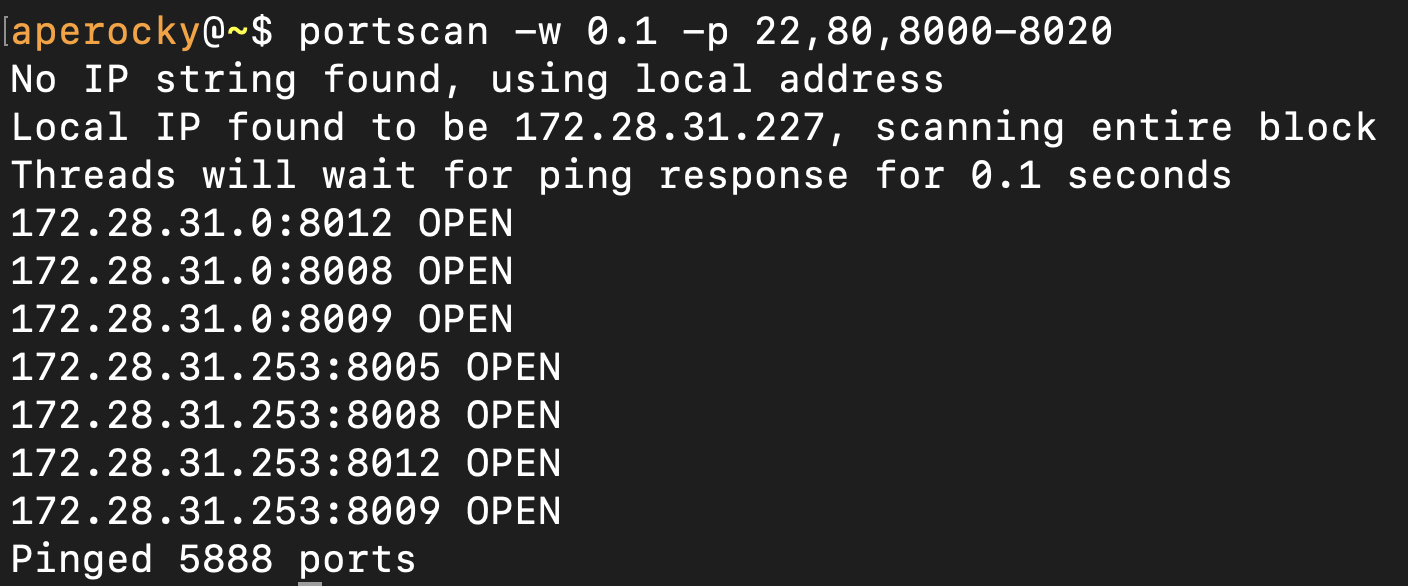 [aperocky@~$ portscan -w 0.1 -p 22,80,8000-8020
No IP string found, using local address
Local IP found to be 172.28.31.227, scanning entire block
Threads will wait for ping response for 0.1 seconds
172.28.31.0:8012 OPEN
172.28.31.0:8008 OPEN
172.28.31.0:8009 OPEN
172.28.31.253:8005 OPEN
172.28.31.253:8008 OPEN
172.28.31.253:8012 OPEN
172.28.31.253:8009 OPEN
Pinged 5888 ports